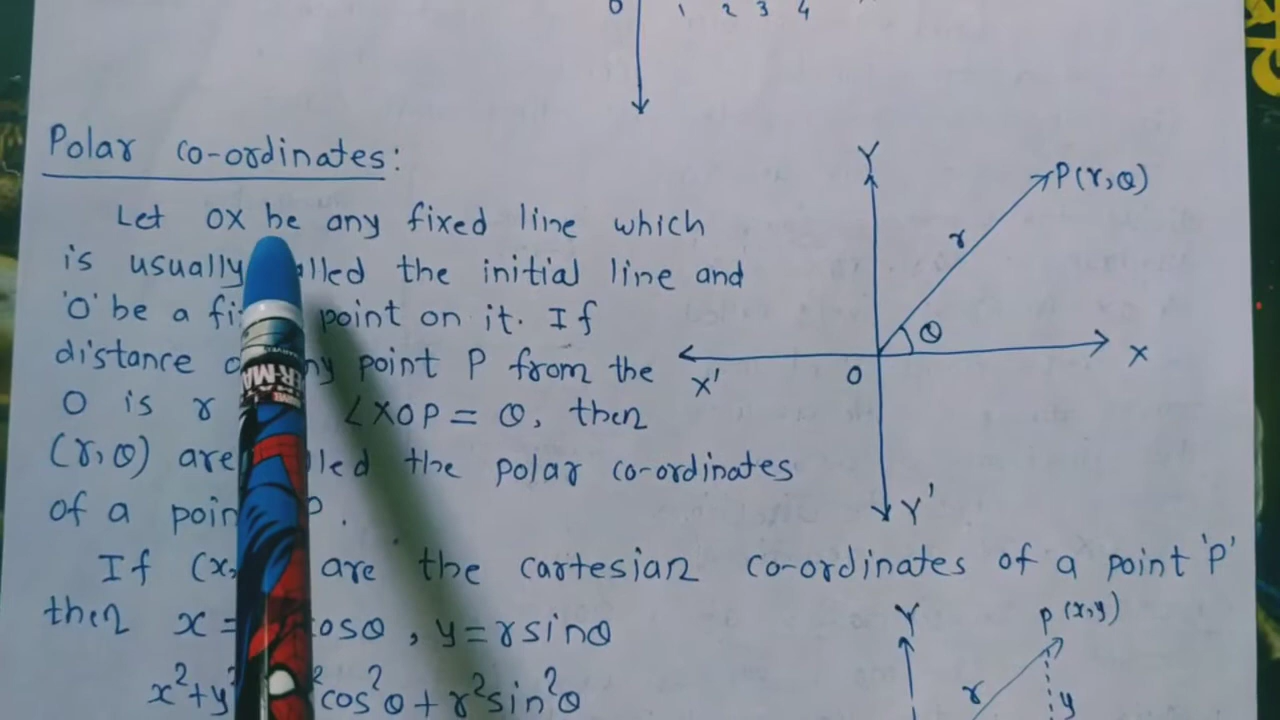 0 1 2 3 4
Polar co-ordinates:
Let OX be any fixed line which
is usually the initial line and
'O' be a point on it. If
distance point P from the
O is r ∠XOP = θ, then
(r,θ) are the polar co-ordinates
of a
If are the cartesian co-ordinates of a point 'P'
then x = , y = r sinθ
x²+ cos²θ + r²sin²θ
Y
P(r,θ)
r
θ
X'
O
X
Y'
Y
P (x,y)
r
y